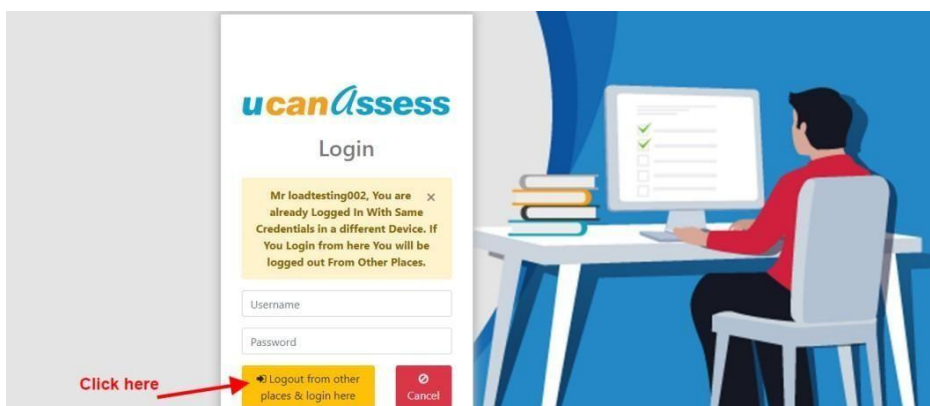 ucanAssess
Login
Mr loadtesting002, You are
already Logged In With Same
Credentials in a different Device. If
You Login from here You will be
logged out From Other Places.
×
Username
Password
Click here
Logout from other
places & login here
Cancel